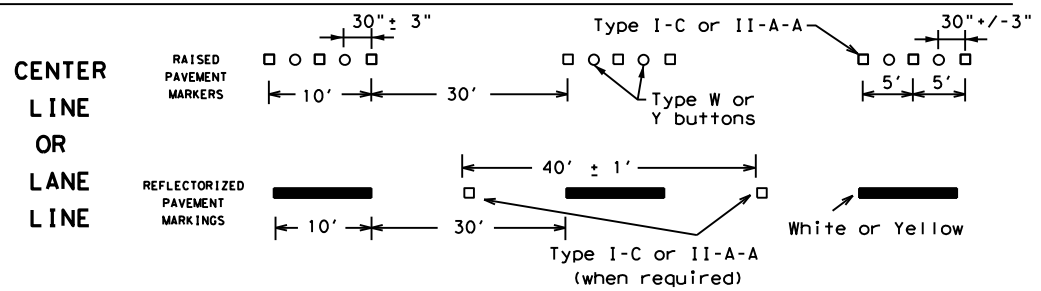 CENTER
LINE
OR
LANE
LINE
RAISED
PAVEMENT
MARKERS
30"± 3"
10'
30'
Type I-C or II-A-A
Type W or
Y buttons
30"+/-3"
5'
5'
REFLECTORIZED
PAVEMENT
MARKINGS
40' ± 1'
10'
30'
Type I-C or II-A-A
(when required)
White or Yellow